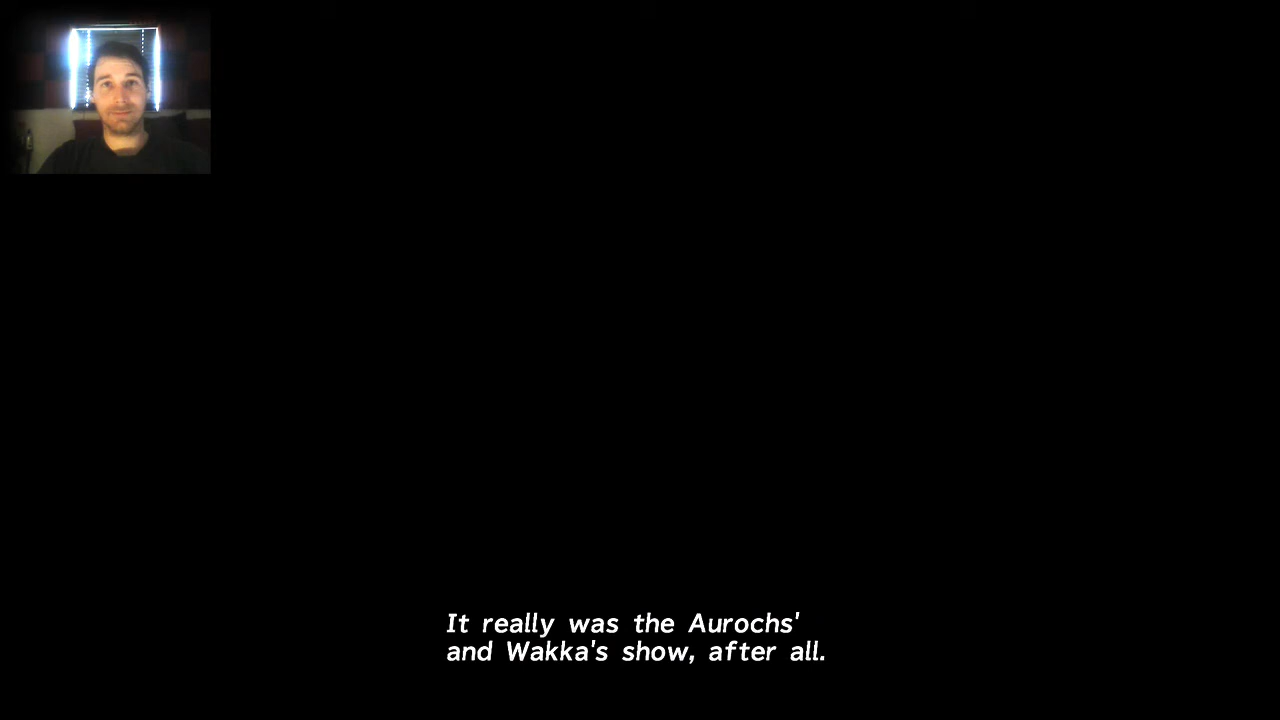 It really was the Aurochs'
and Wakka's show, after all.